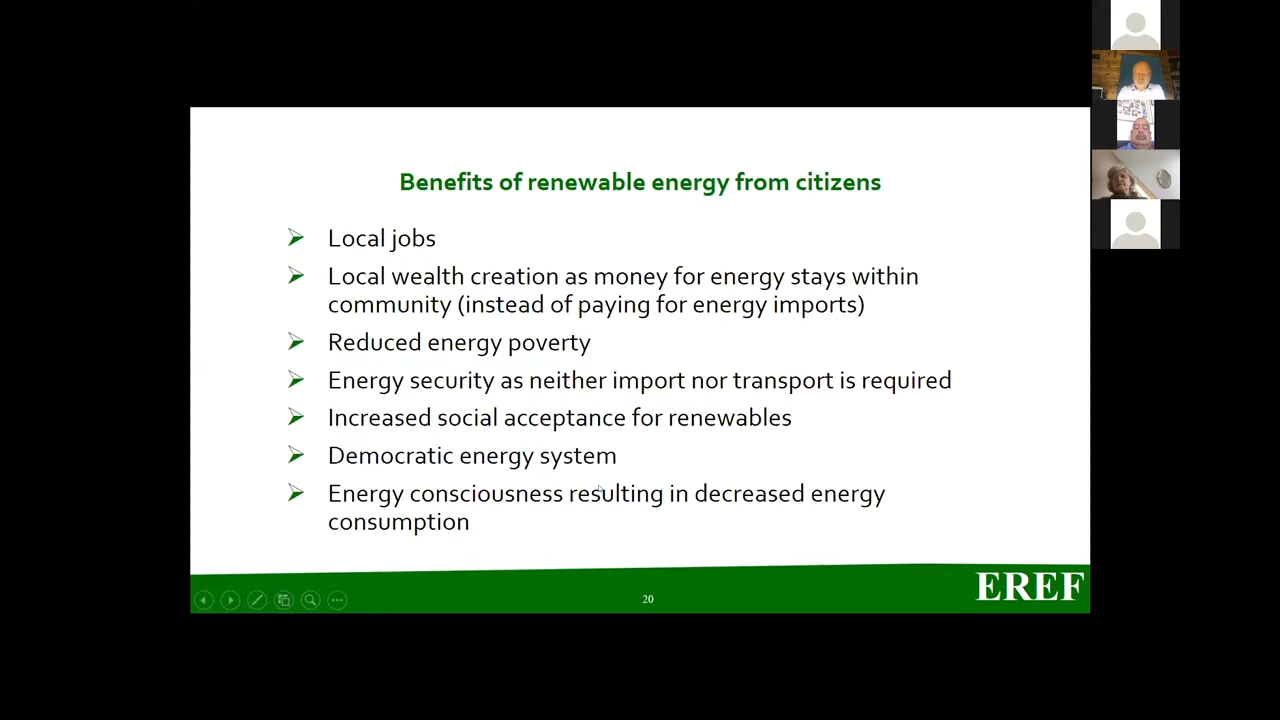 Benefits of renewable energy from citizens
Local jobs
Local wealth creation as money for energy stays within
community (instead of paying for energy imports)
Reduced energy poverty
Energy security as neither import nor transport is required
Increased social acceptance for renewables
Democratic energy system
Energy consciousness resulting in decreased energy
consumption
20
EREF